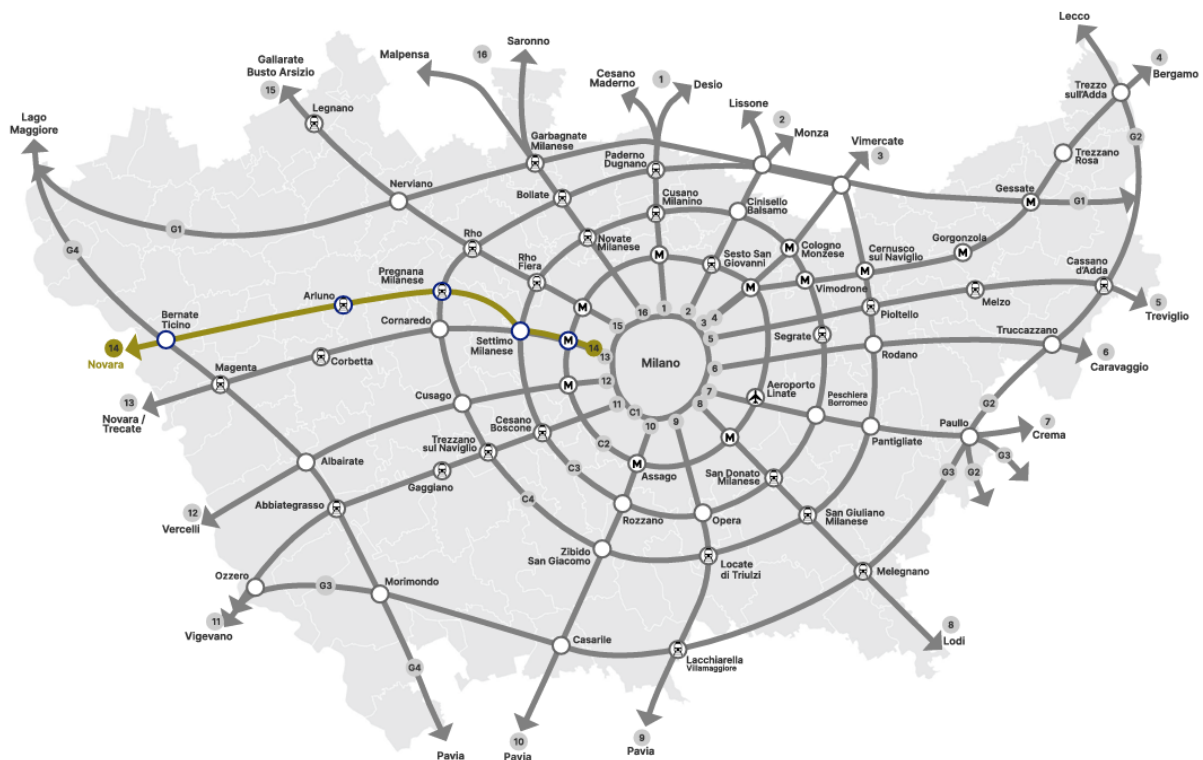 Lecco
4
Bergamo
Saronno
16
Malpensa
Gallarate
Busto Arsizio
15
Legnano
Cesano
Maderno
1
Desio
Lissone
2
Monza
Vimercate
3
Trezzo
sull'Adda
G2
Trezzano
Rosa
Lago
Maggiore
Garbagnate
Milanese
Paderno
Dugnano
Nerviano
Bollate
Cusano
Milanino
Cinisello
Balsamo
Gessate
M
G1
G1
G4
Rho
Novate
Milanese
M
Sesto San
Giovanni
M
Cologno
Monzese
Cernusco
sul Naviglio
M
Gorgonzola
M
Cassano
d'Adda
Pregnana
Milanese
Rho
Fiera
M
M
M
Vimodrone
Arluno
Melzo
5
Treviglio
Bernate
Ticino
14
Novara
Cornaredo
Settimo
Milanese
M
14
15
16
1
2
3
4
5
6
7
8
9
10
C1
11
12
13
Milano
Segrate
Pioltello
Rodano
Truccazzano
6
Caravaggio
Magenta
Corbetta
13
Novara /
Trecate
M
Cusago
Aeroporto
Linate
Peschiera
Borromeo
G2
Cesano
Boscone
Trezzano
sul Naviglio
C2
M
Pantigliate
Paullo
7
Crema
G3
G2
G3
Albairate
Gaggiano
C3
M
Assago
San Donato
Milanese
12
Vercelli
Abbiategrasso
C4
Rozzano
Opera
San Giuliano
Milanese
Zibido
San Giacomo
Locate
di Triulzi
Melegnano
Ozzero
G3
Morimondo
11
Vigevano
8
Lodi
Casarile
Lacchiarella
Villamaggiore
G4
10
Pavia
9
Pavia
Pavia